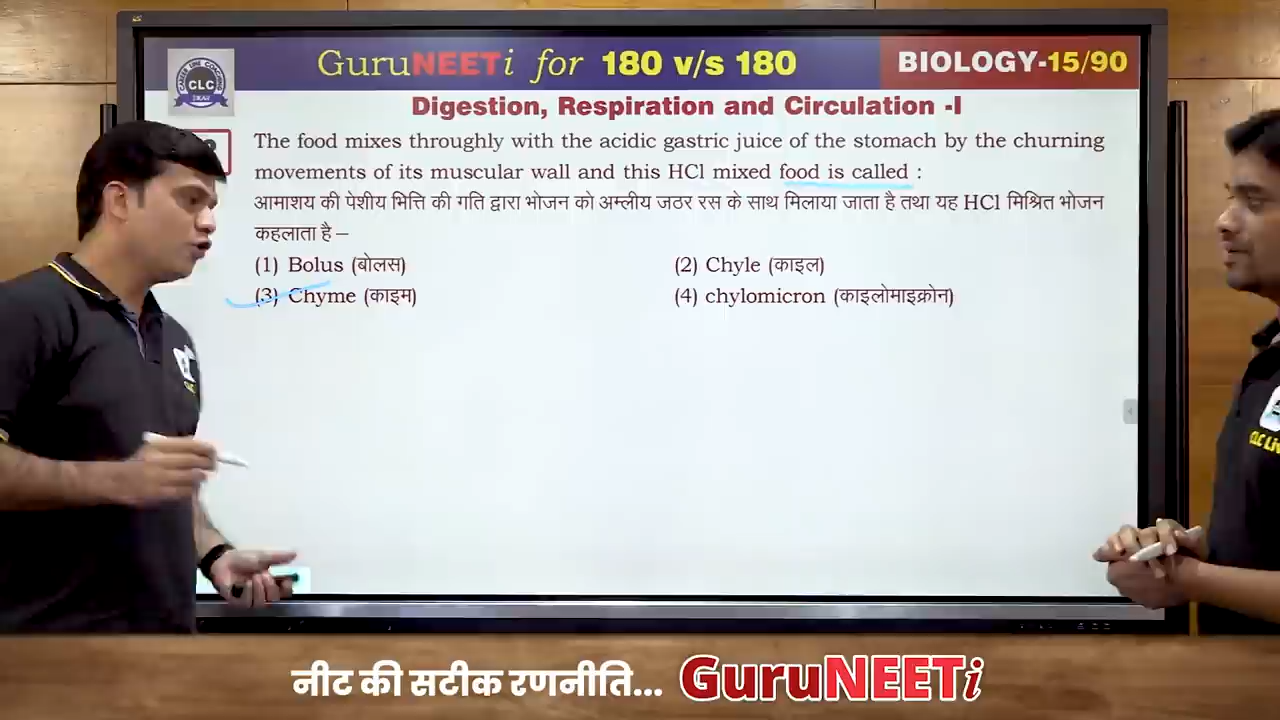 GuruNEETi for 180 v/s 180
BIOLOGY-15/90
CLC
SIKAR
Digestion, Respiration and Circulation -I
The food mixes throughly with the acidic gastric juice of the stomach by the churning
movements of its muscular wall and this HCl mixed food is called :
आमाशय की पेशीय भित्ति की गति द्वारा भोजन को अम्लीय जठर रस के साथ मिलाया जाता है तथा यह HCl मिश्रित भोजन
कहलाता है –
(1) Bolus (बोलस)
(2) Chyle (काइल)
(3) Chyme (काइम)
(4) chylomicron (काइलोमाइक्रोन)
नीट की सटीक रणनीति... GuruNEETi